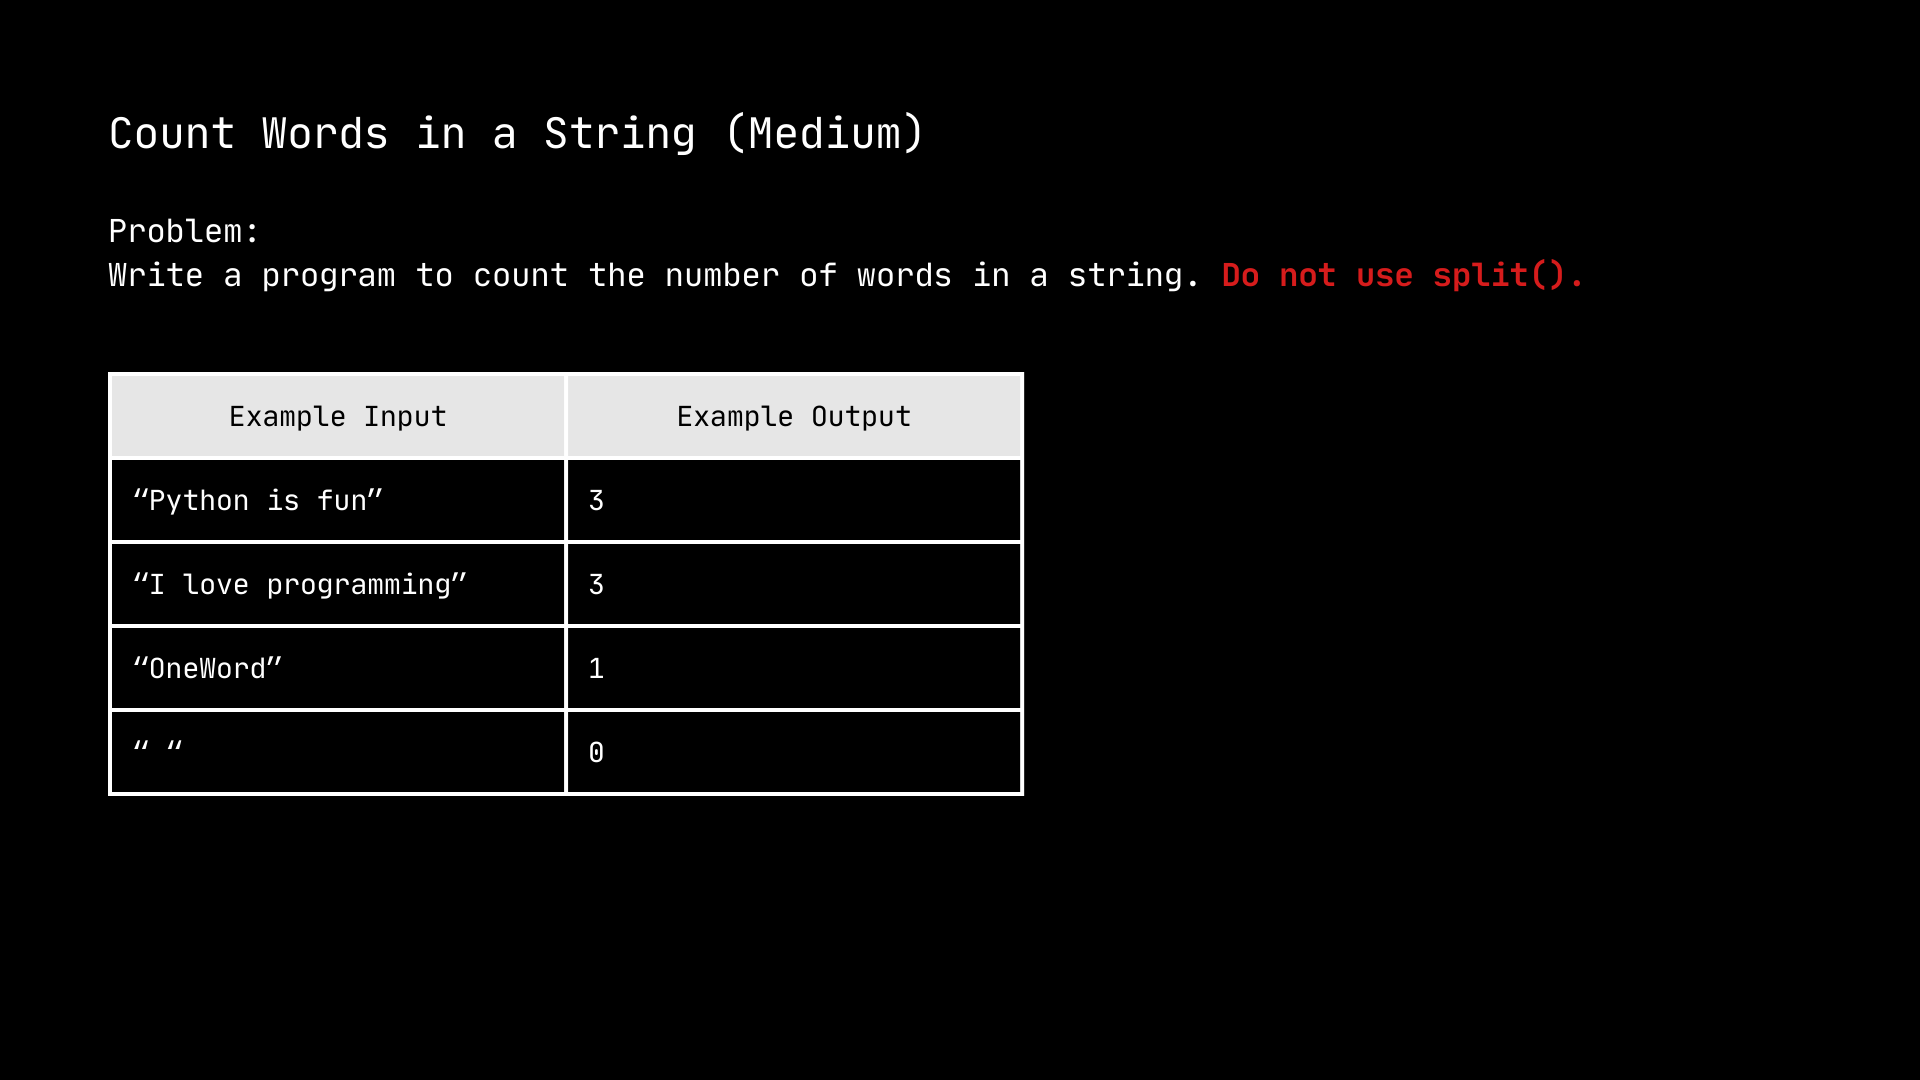 Count Words in a String (Medium)
Problem:
Write a program to count the number of words in a string. Do not use split().
Example Input Example Output
“Python is fun” 3
“I love programming” 3
“OneWord” 1
“ “ 0